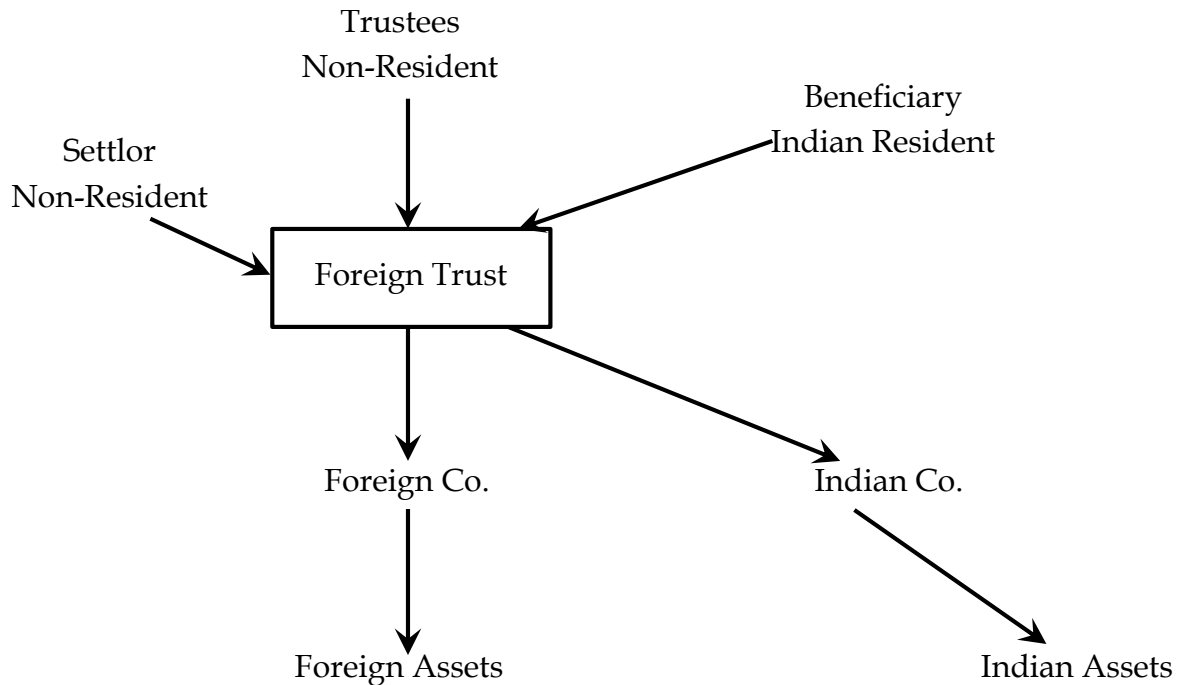 Trustees
Non-Resident
Beneficiary
Indian Resident
Settlor
Non-Resident
Foreign Trust
Foreign Co.
Indian Co.
Foreign Assets
Indian Assets